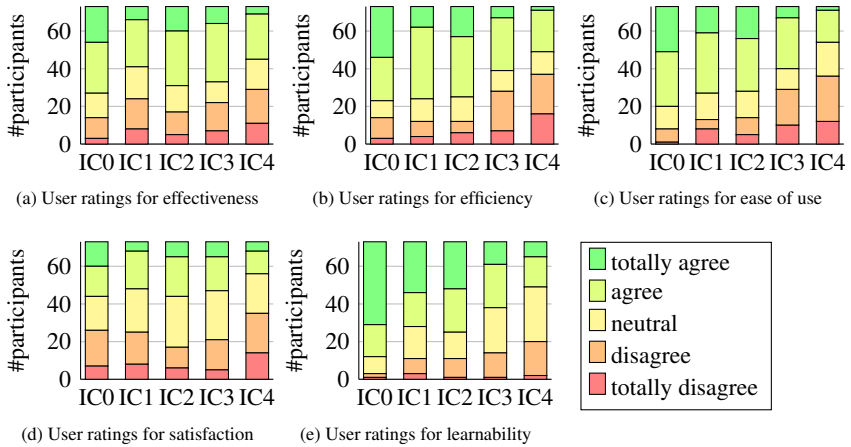 #participants
60
40
20
0
IC0 IC1 IC2 IC3 IC4
(a) User ratings for effectiveness
#participants
60
40
20
0
IC0 IC1 IC2 IC3 IC4
(b) User ratings for efficiency
#participants
60
40
20
0
IC0 IC1 IC2 IC3 IC4
(c) User ratings for ease of use
#participants
60
40
20
0
IC0 IC1 IC2 IC3 IC4
(d) User ratings for satisfaction
#participants
60
40
20
0
IC0 IC1 IC2 IC3 IC4
(e) User ratings for learnability
totally agree
agree
neutral
disagree
totally disagree